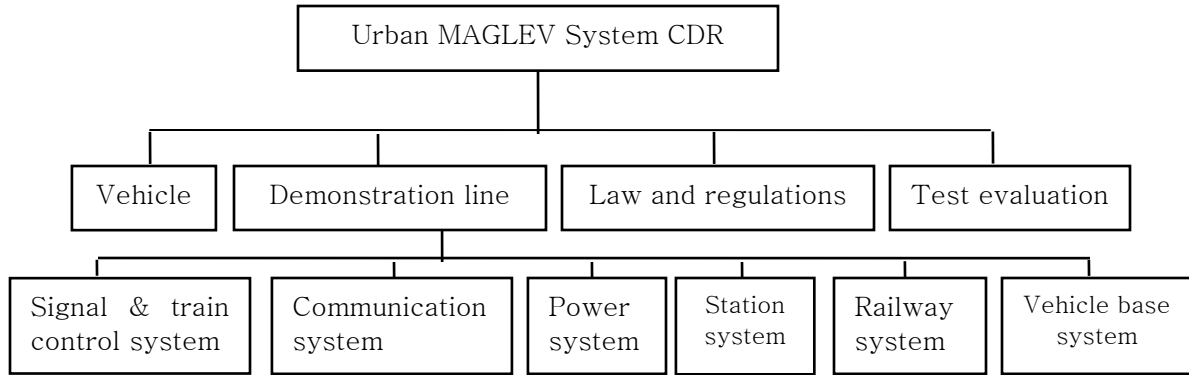 Urban MAGLEV System CDR
Vehicle
Demonstration line
Law and regulations
Test evaluation
Signal & train
control system
Communication
system
Power
system
Station
system
Railway
system
Vehicle base
system